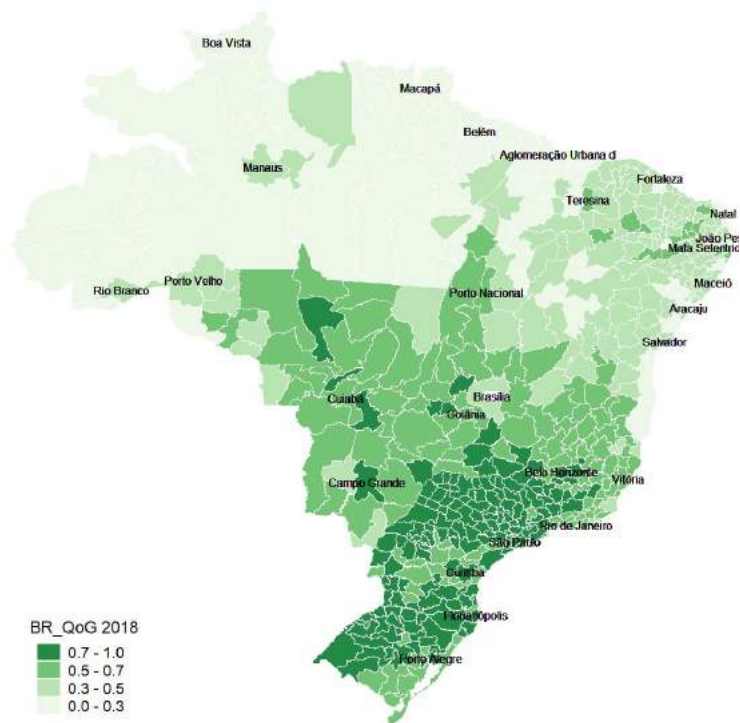 Boa Vista
Macapá
Belém
Aglomeração Urbana d
Manaus
Fortaleza
Teresina
Natal
João Pes
Mata Setentrio
Porto Velho
Rio Branco
Maceió
Porto Nacional
Aracaju
Salvador
Brasília
Cuiabá
Goiânia
Belo Horizonte
Vitória
Campo Grande
Rio de Janeiro
São Paulo
Curitiba
Florianópolis
Porto Alegre
BR_QoG 2018
0.7 - 1.0
0.5 - 0.7
0.3 - 0.5
0.0 - 0.3